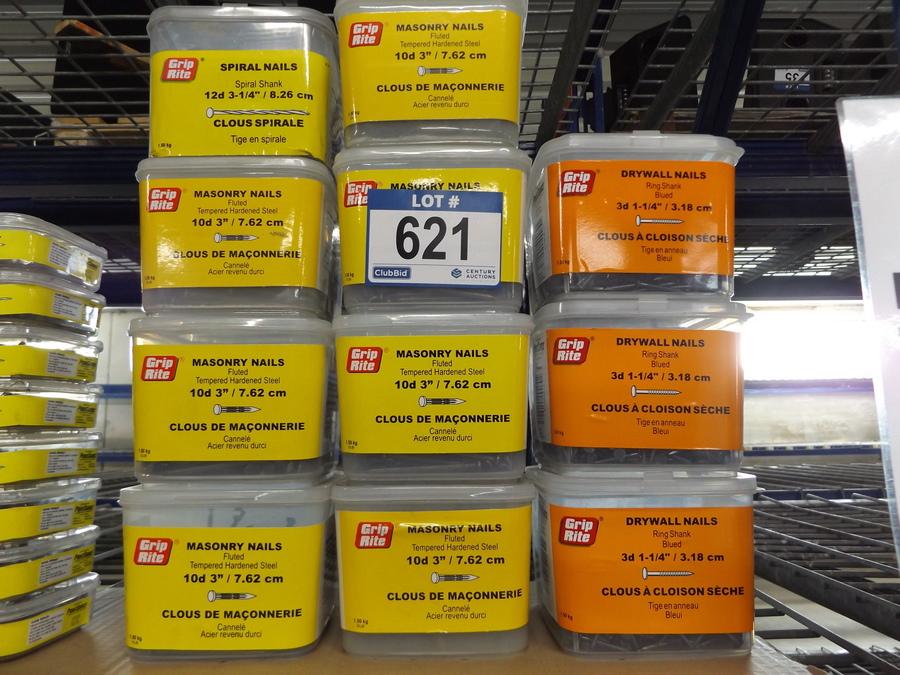 Grip
Rite
SPIRAL NAILS
Spiral Shank
12d 3-1/4" / 8.26 cm
CLOUS SPIRALE
Tige en spirale
Grip
Rite
MASONRY NAILS
Fluted
Tempered Hardened Steel
10d 3” / 7.62 cm
CLOUS DE MAÇONNERIE
Cannelé
Acier revenu durci
Grip
Rite
MASONRY NAILS
Fluted
Tempered Hardened Steel
10d 3” / 7.62 cm
CLOUS DE MAÇONNERIE
Cannelé
Acier revenu durci
Grip
Rite
MASONRY NAILS
LOT #
621
ClubBid
CENTURY
AUCTIONS
Grip
Rite
DRYWALL NAILS
Ring Shank
Blued
3d 1-1/4" / 3.18 cm
CLOUS À CLOISON SÈCHE
Tige en anneau
Bleui
Grip
Rite
MASONRY NAILS
Fluted
Tempered Hardened Steel
10d 3” / 7.62 cm
CLOUS DE MAÇONNERIE
Cannelé
Acier revenu durci
Grip
Rite
MASONRY NAILS
Fluted
Tempered Hardened Steel
10d 3” / 7.62 cm
CLOUS DE MAÇONNERIE
Cannelé
Acier revenu durci
Grip
Rite
DRYWALL NAILS
Ring Shank
Blued
3d 1-1/4" / 3.18 cm
CLOUS À CLOISON SÈCHE
Tige en anneau
Bleui
Grip
Rite
MASONRY NAILS
Fluted
Tempered Hardened Steel
10d 3” / 7.62 cm
CLOUS DE MAÇONNERIE
Cannelé
Acier revenu durci
Grip
Rite
MASONRY NAILS
Fluted
Tempered Hardened Steel
10d 3” / 7.62 cm
CLOUS DE MAÇONNERIE
Cannelé
Acier revenu durci
Grip
Rite
DRYWALL NAILS
Ring Shank
Blued
3d 1-1/4" / 3.18 cm
CLOUS À CLOISON SÈCHE
Tige en anneau
Bleui